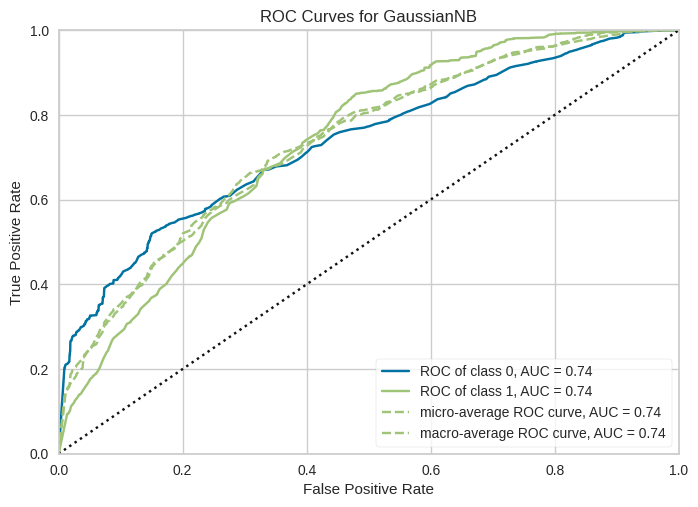 ROC Curves for GaussianNB
1.0
0.8
0.6
0.4
0.2
0.0
True Positive Rate
0.0 0.2 0.4 0.6 0.8 1.0
False Positive Rate
ROC of class 0, AUC = 0.74
ROC of class 1, AUC = 0.74
micro-average ROC curve, AUC = 0.74
macro-average ROC curve, AUC = 0.74